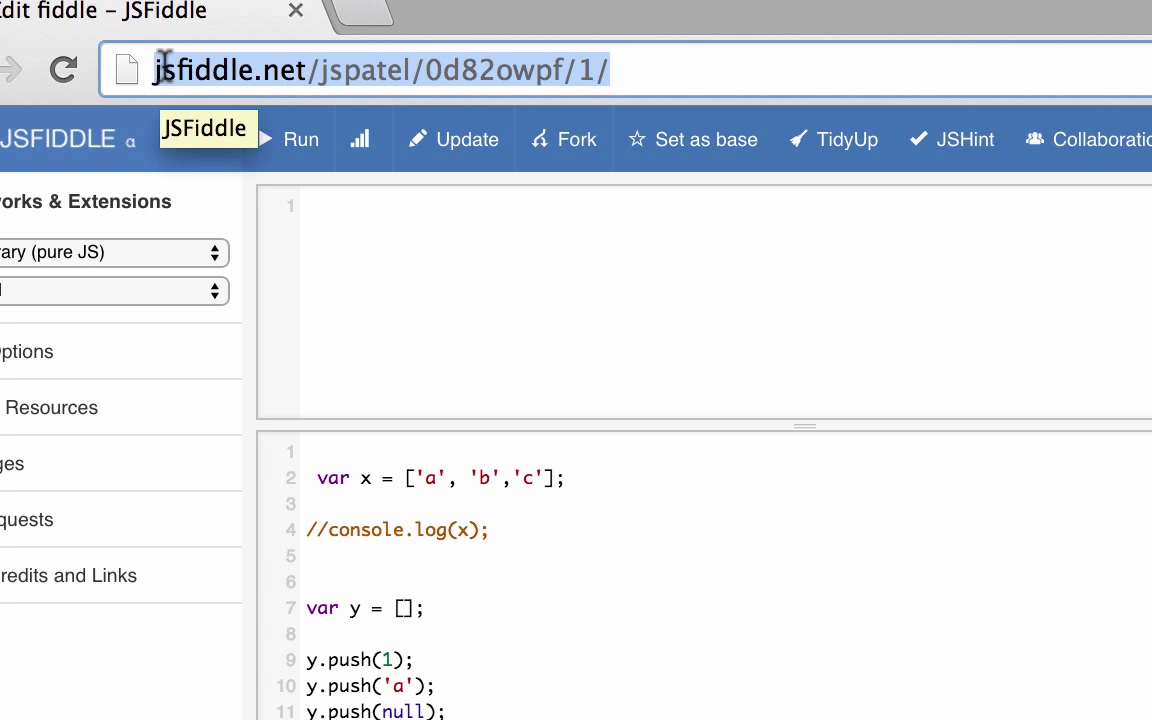 Edit fiddle – JSFiddle
jsfiddle.net/jspatel/0d82owpf/1/
JSFIDDLE α
JSFiddle
Run
Update
Fork
Set as base
TidyUp
JSHint
Collaboratio
orks & Extensions
rary (pure JS)
Options
Resources
ges
quests
redits and Links
1
1
2 var x = ['a', 'b','c'];
3
4 //console.log(x);
5
6
7 var y = [];
8
9 y.push(1);
10 y.push('a');
11 y.push(null);